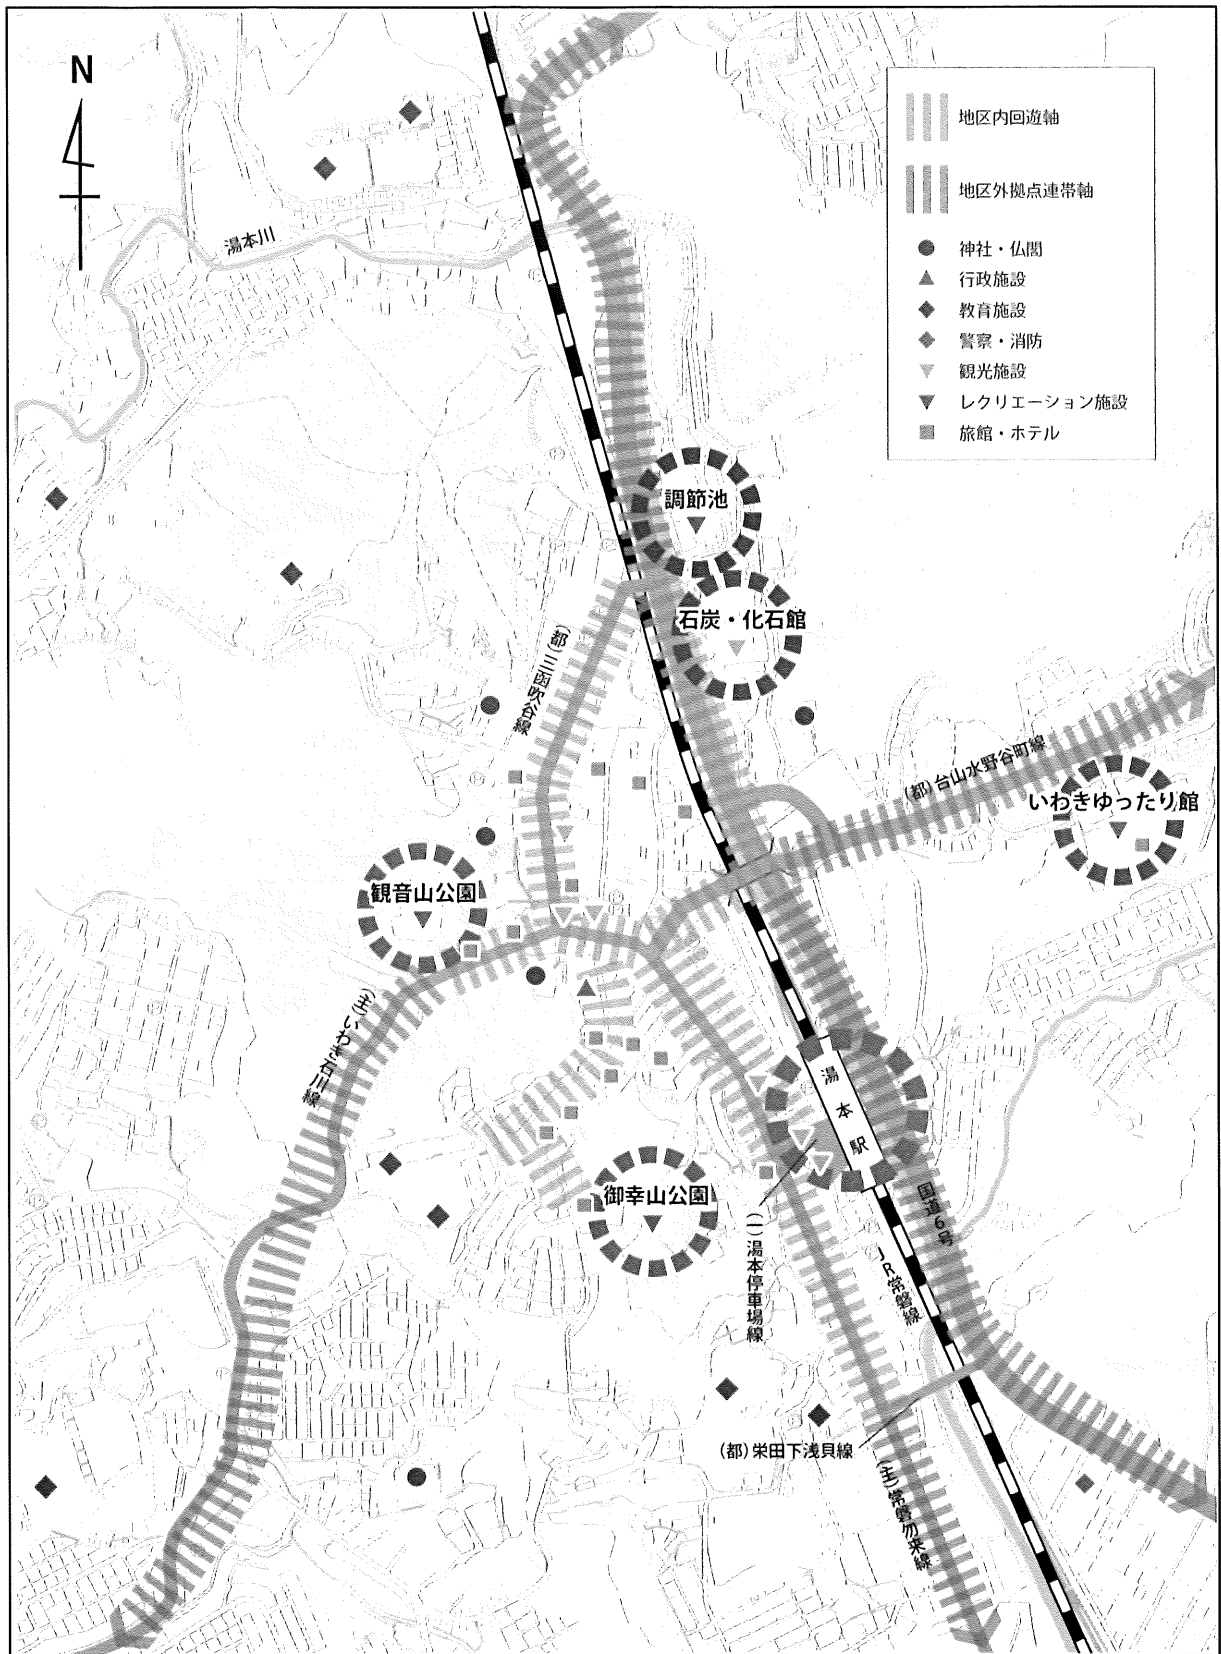 N
地区内回遊軸
地区外拠点連帯軸
神社・仏閣
行政施設
教育施設
警察・消防
観光施設
レクリエーション施設
旅館・ホテル
湯本川
調節池
石炭・化石館
(都)三函吹谷線
(都)台山水野谷町線
いわきゆったり館
観音山公園
(主)いわき石川線
湯本駅
御幸山公園
国道6号
(一)湯本停車場線
JR常磐線
(都)栄田下浅貝線
(主)常磐勿来線